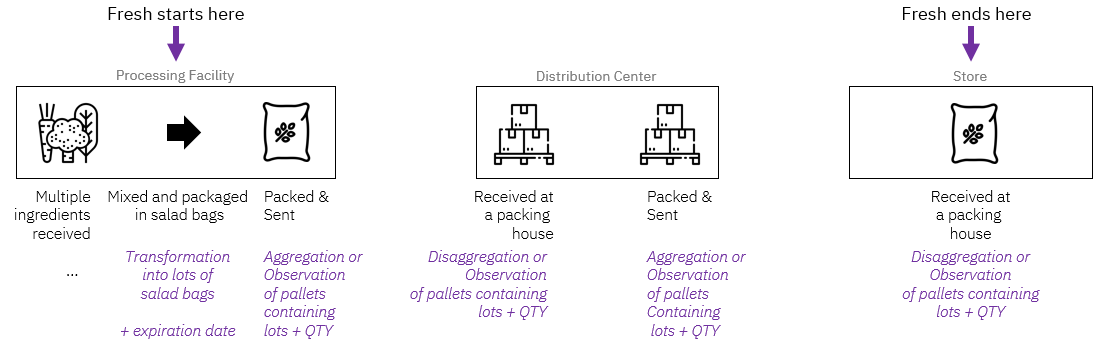 Fresh starts here
Fresh ends here
Processing Facility
Distribution Center
Store
Multiple
ingredients
received
...
Mixed and packaged
in salad bags
Transformation
into lots of
salad bags
+ expiration date
Packed &
Sent
Aggregation or
Observation
of pallets
containing
lots + QTY
Received at
a packing
house
Disaggregation or
Observation
of pallets containing
lots + QTY
Packed &
Sent
Aggregation or
Observation
of pallets
Containing
lots + QTY
Received at
a packing
house
Disaggregation or
Observation
of pallets containing
lots + QTY